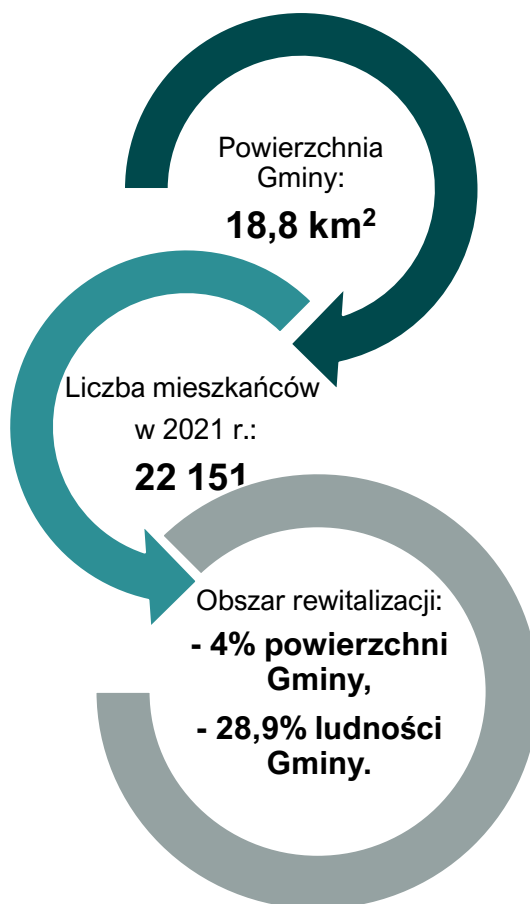 Powierzchnia
Gminy:
18,8 km²
Liczba mieszkańców
w 2021 r.:
22 151
Obszar rewitalizacji:
- 4% powierzchni
Gminy,
- 28,9% ludności
Gminy.